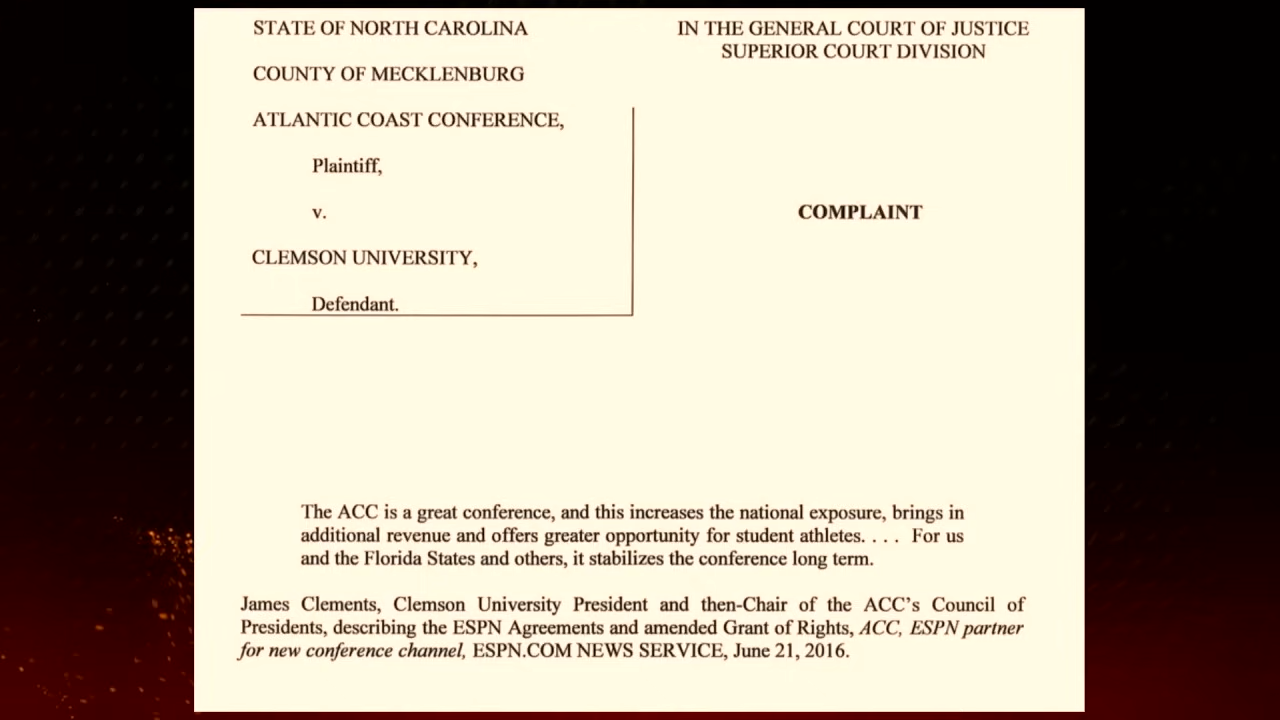 STATE OF NORTH CAROLINA
IN THE GENERAL COURT OF JUSTICE
SUPERIOR COURT DIVISION
COUNTY OF MECKLENBURG
ATLANTIC COAST CONFERENCE,
Plaintiff,
v.
COMPLAINT
CLEMSON UNIVERSITY,
Defendant.
The ACC is a great conference, and this increases the national exposure, brings in
additional revenue and offers greater opportunity for student athletes. . . . For us
and the Florida States and others, it stabilizes the conference long term.
James Clements, Clemson University President and then-Chair of the ACC's Council of
Presidents, describing the ESPN Agreements and amended Grant of Rights, ACC, ESPN partner
for new conference channel, ESPN.COM NEWS SERVICE, June 21, 2016.